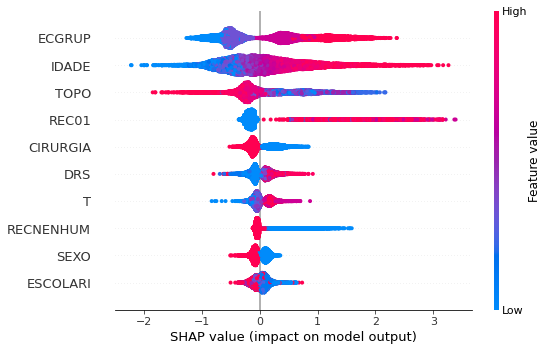 High
ECGRUP
IDADE
TOPO
REC01
CIRURGIA
DRS
T
RECNENHUM
SEXO
ESCOLARI
Feature value
Low
−2 −1 0 1 2 3
SHAP value (impact on model output)